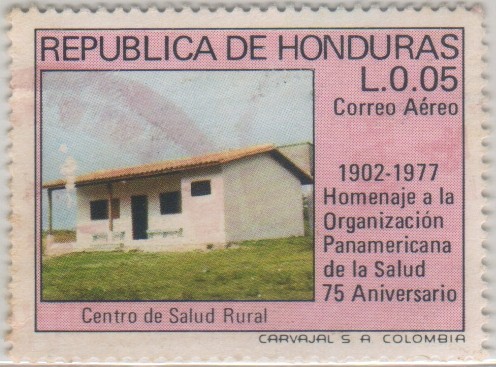 REPUBLICA DE HONDURAS
L.0.05
Correo Aéreo
1902-1977
Homenaje a la
Organización
Panamericana
de la Salud
75 Aniversario
Centro de Salud Rural
CARVAJAL S A COLOMBIA